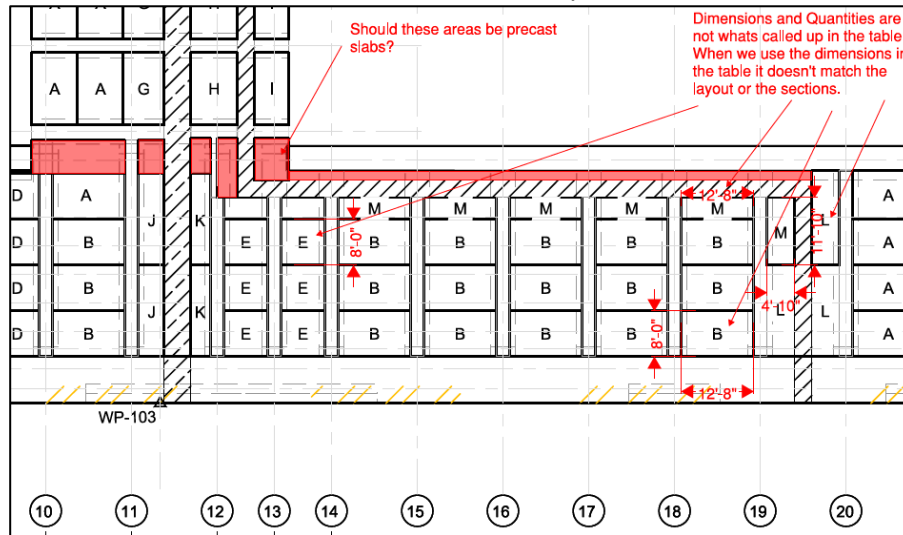 A A G H I
Should these areas be precast
slabs?
Dimensions and Quantities are
not whats called up in the table
When we use the dimensions in
the table it doesn't match the
layout or the sections.
A A G H I
D A J K M M M M M 12'-8" M L A
D B E E 8'-0" B B B B B 11'-10" A
D B J K E E B B B B B 4'-10" L L A
D B E E B B B B 8'-0" B A
12'-8"
WP-103
10 11 12 13 14 15 16 17 18 19 20